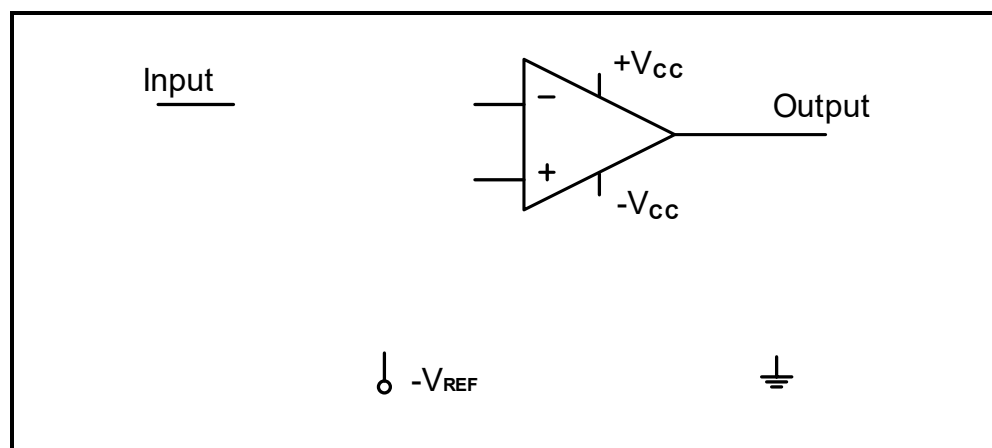 Input
−
+
+Vcc
-Vcc
Output
-VREF